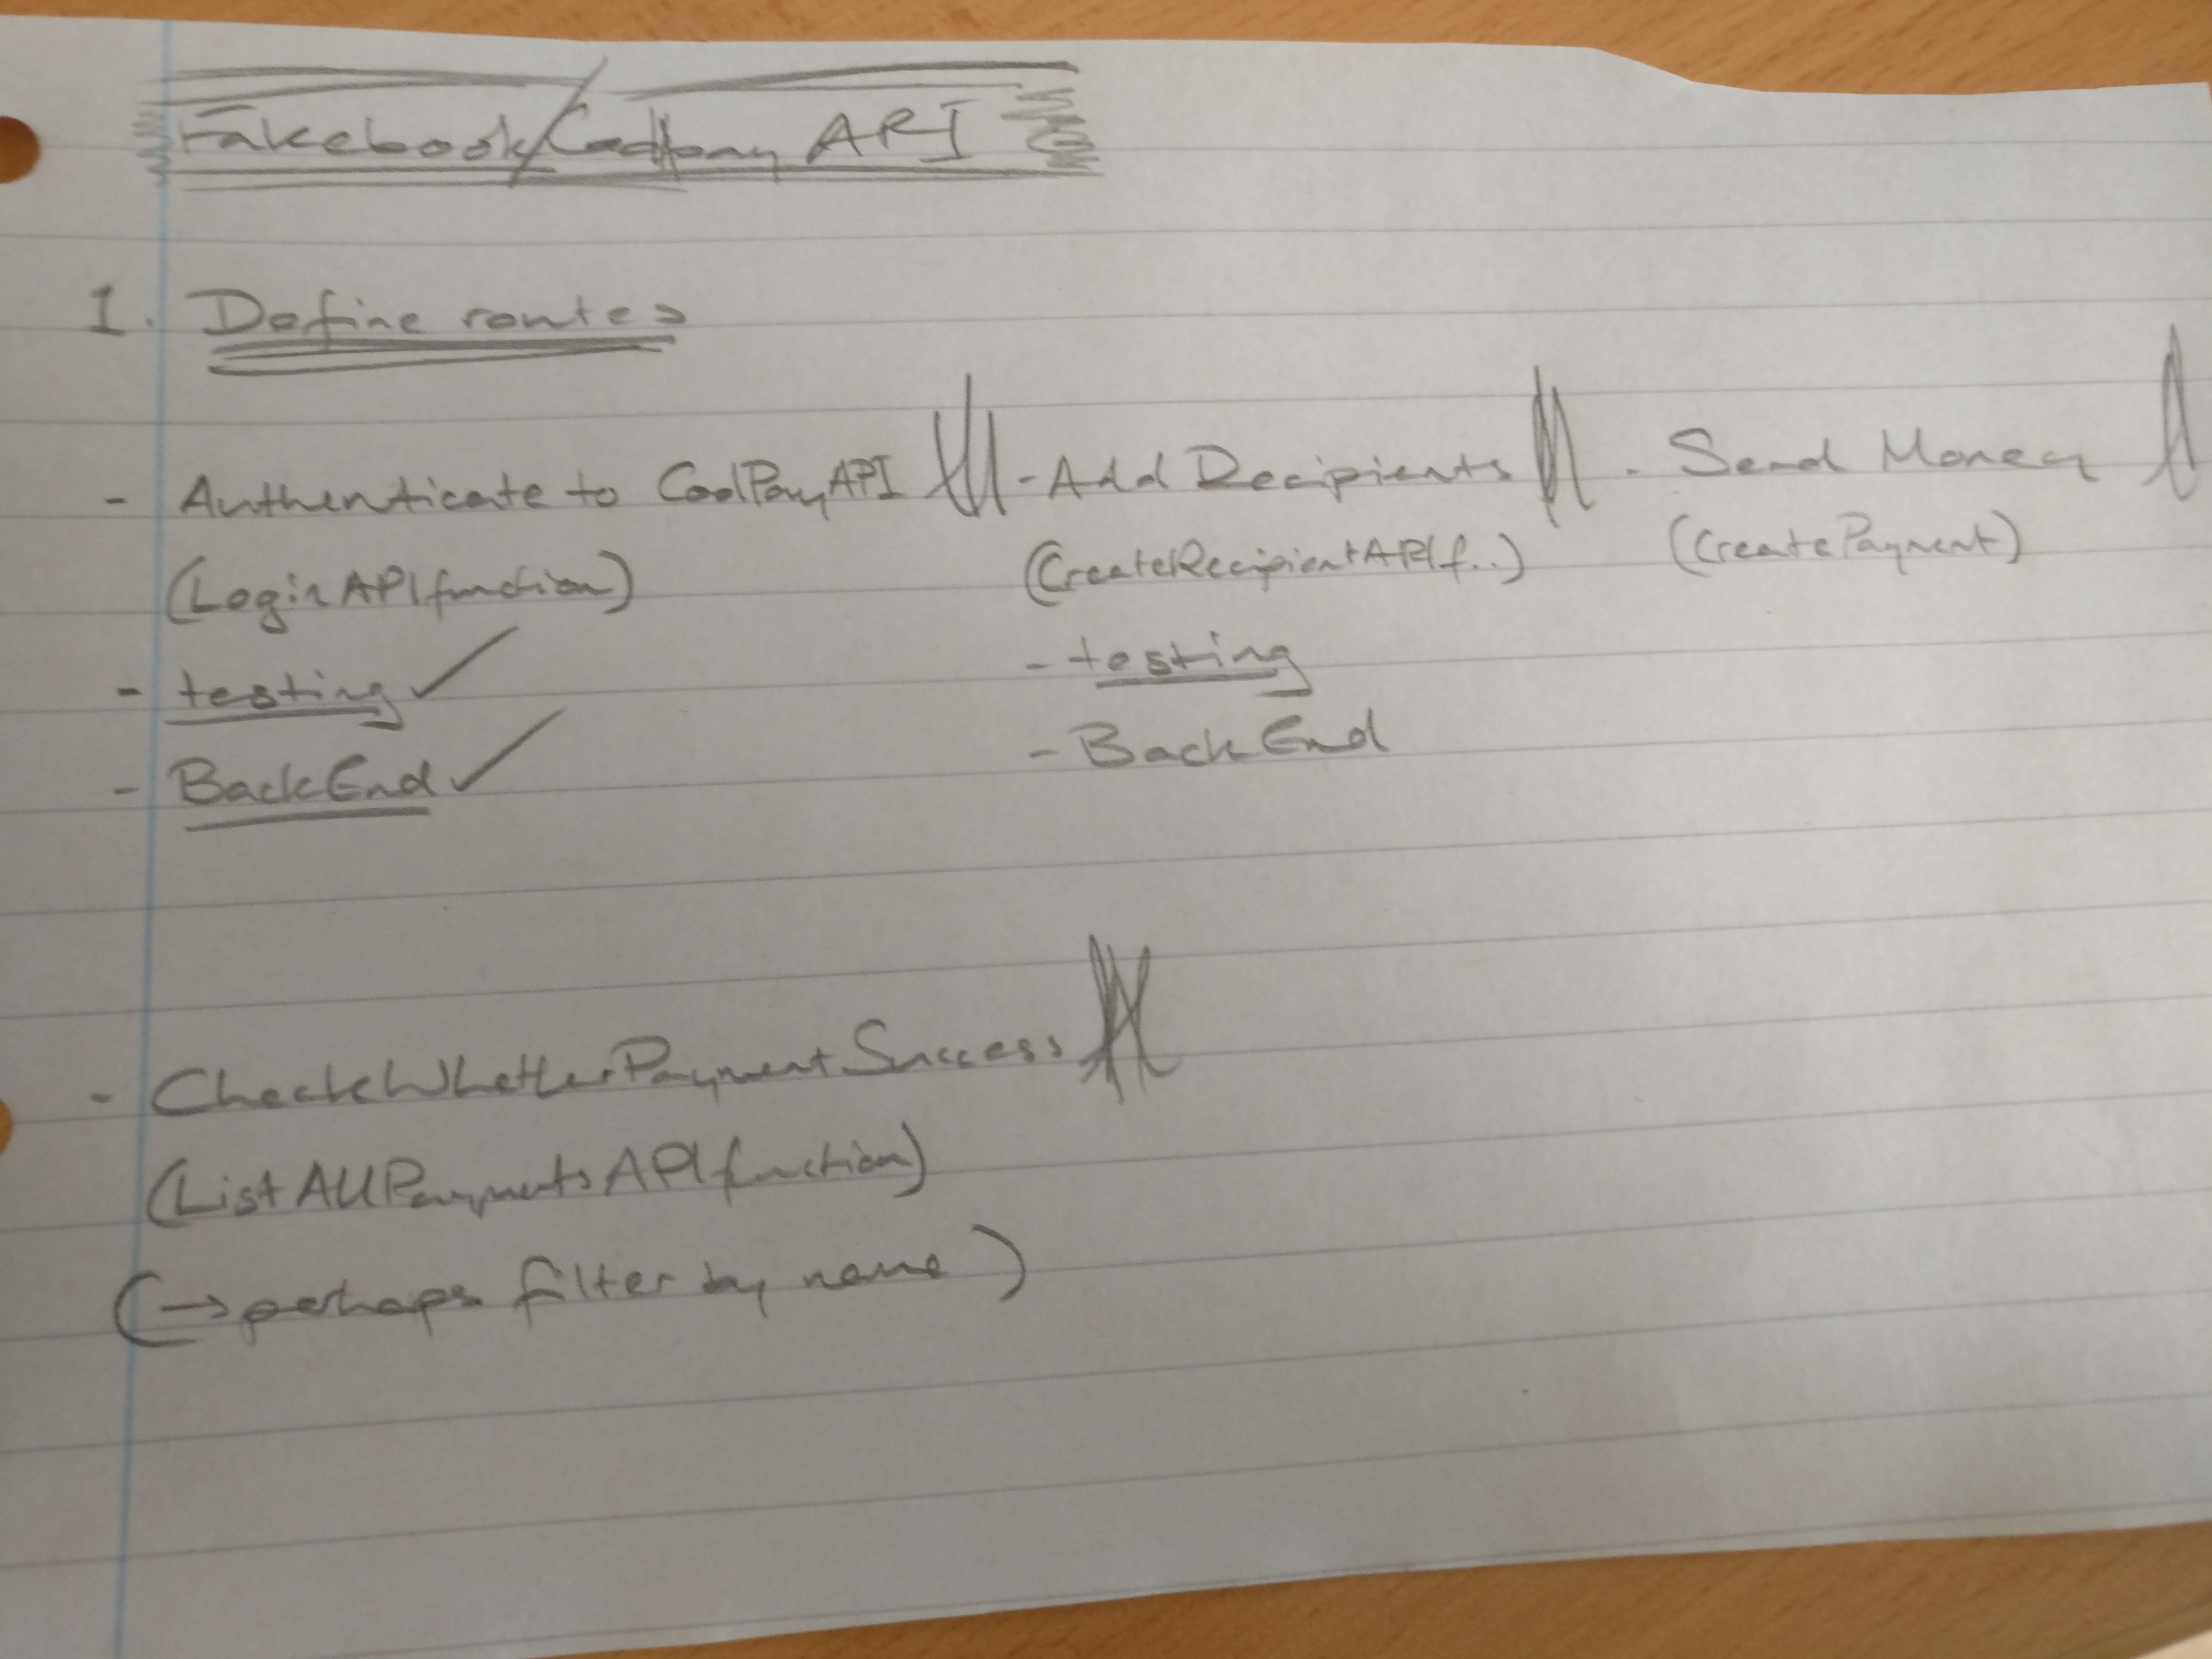 Fakebook/Coolpay API
1. Define routes
- Authenticate to CoolPayAPI
(LoginAPIfunction)
- testing ✓
- BackEnd ✓
- Add Recipients
(CreateRecipientAPIf..)
- testing
- BackEnd
- Send Money
(CreatePayment)
- CheckWhetherPaymentSuccess
(ListAllPaymentsAPIfunction)
(→perhaps filter by name)